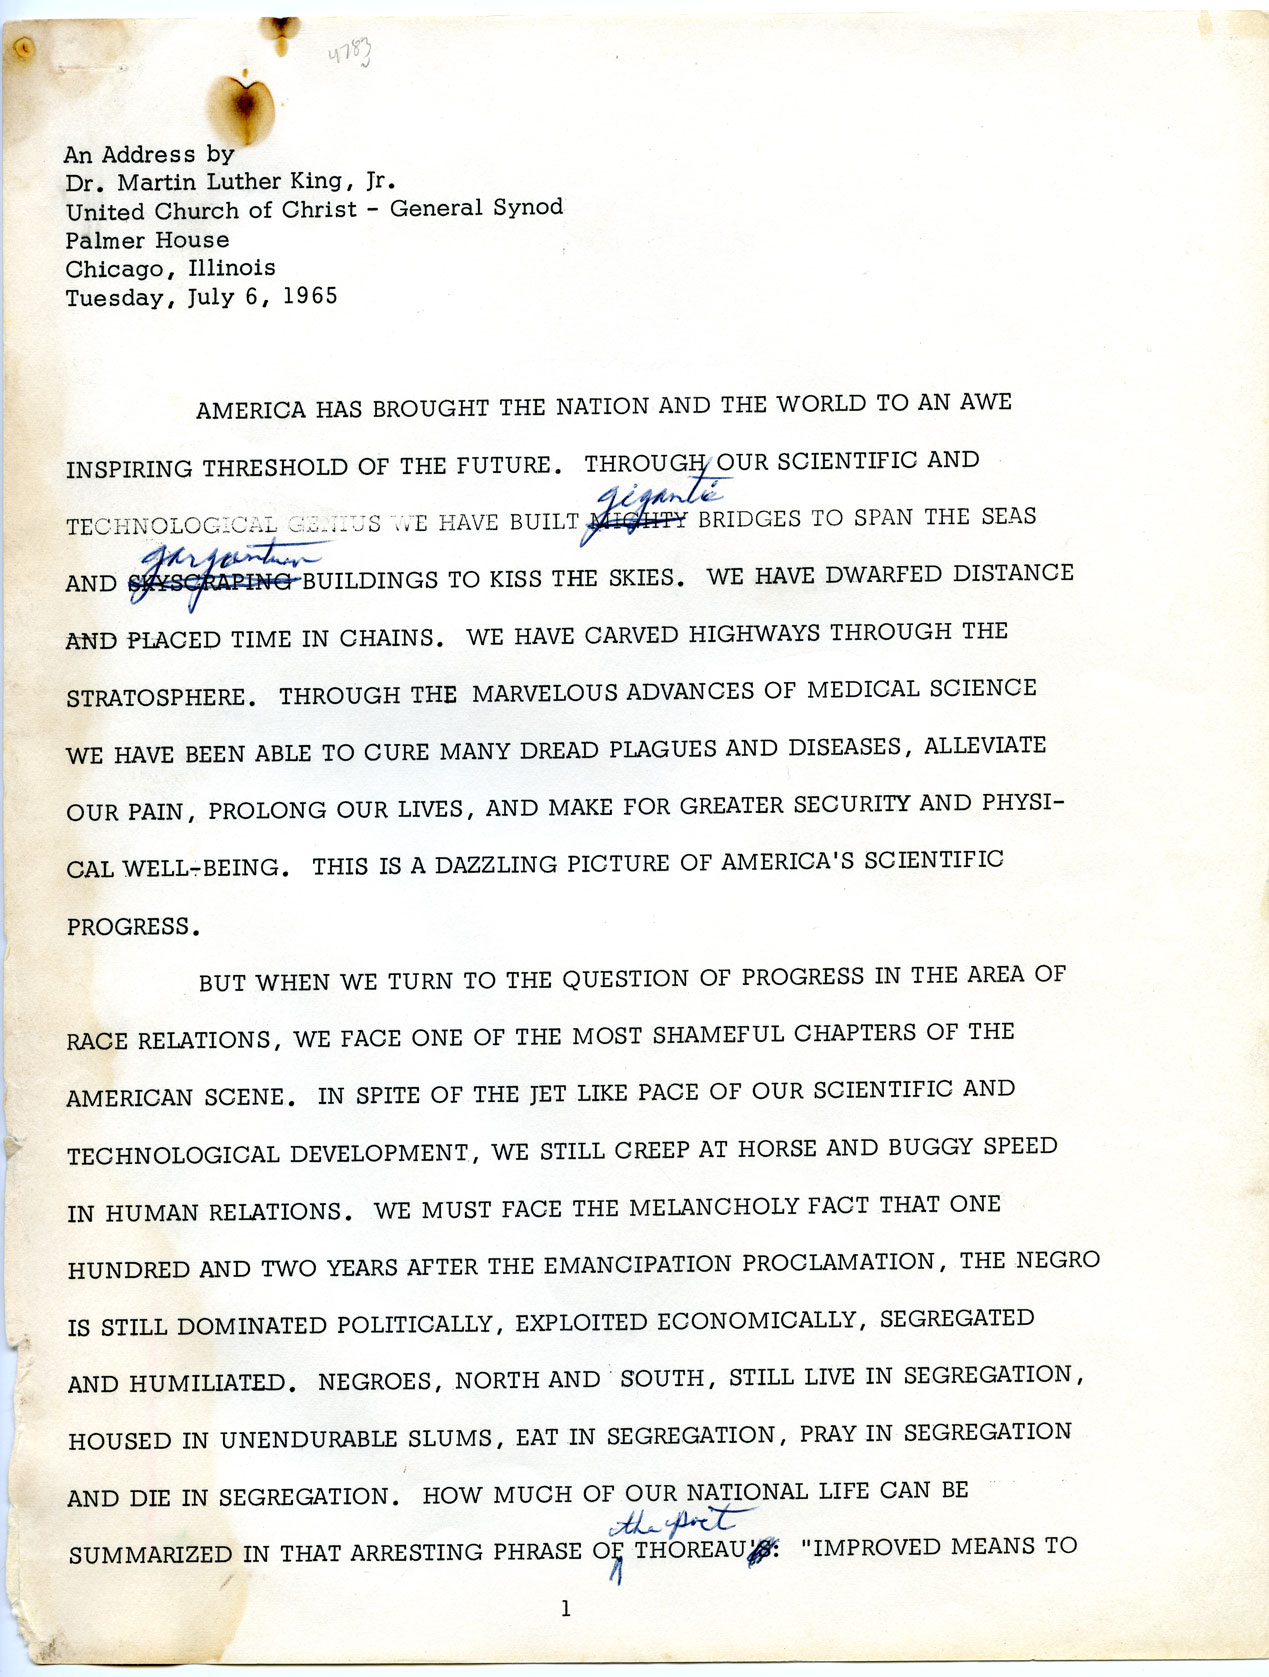 4783
An Address by
Dr. Martin Luther King, Jr.
United Church of Christ - General Synod
Palmer House
Chicago, Illinois
Tuesday, July 6, 1965
AMERICA HAS BROUGHT THE NATION AND THE WORLD TO AN AWE
INSPIRING THRESHOLD OF THE FUTURE. THROUGH OUR SCIENTIFIC AND
gigantic
TECHNOLOGICAL GENIUS WE HAVE BUILT MIGHTY BRIDGES TO SPAN THE SEAS
gargantuan
AND SKYSCRAPING BUILDINGS TO KISS THE SKIES. WE HAVE DWARFED DISTANCE
AND PLACED TIME IN CHAINS. WE HAVE CARVED HIGHWAYS THROUGH THE
STRATOSPHERE. THROUGH THE MARVELOUS ADVANCES OF MEDICAL SCIENCE
WE HAVE BEEN ABLE TO CURE MANY DREAD PLAGUES AND DISEASES, ALLEVIATE
OUR PAIN, PROLONG OUR LIVES, AND MAKE FOR GREATER SECURITY AND PHYSI-
CAL WELL-BEING. THIS IS A DAZZLING PICTURE OF AMERICA'S SCIENTIFIC
PROGRESS.
BUT WHEN WE TURN TO THE QUESTION OF PROGRESS IN THE AREA OF
RACE RELATIONS, WE FACE ONE OF THE MOST SHAMEFUL CHAPTERS OF THE
AMERICAN SCENE. IN SPITE OF THE JET LIKE PACE OF OUR SCIENTIFIC AND
TECHNOLOGICAL DEVELOPMENT, WE STILL CREEP AT HORSE AND BUGGY SPEED
IN HUMAN RELATIONS. WE MUST FACE THE MELANCHOLY FACT THAT ONE
HUNDRED AND TWO YEARS AFTER THE EMANCIPATION PROCLAMATION, THE NEGRO
IS STILL DOMINATED POLITICALLY, EXPLOITED ECONOMICALLY, SEGREGATED
AND HUMILIATED. NEGROES, NORTH AND SOUTH, STILL LIVE IN SEGREGATION,
HOUSED IN UNENDURABLE SLUMS, EAT IN SEGREGATION, PRAY IN SEGREGATION
AND DIE IN SEGREGATION. HOW MUCH OF OUR NATIONAL LIFE CAN BE
the poet
SUMMARIZED IN THAT ARRESTING PHRASE OF THOREAU'S: "IMPROVED MEANS TO
1